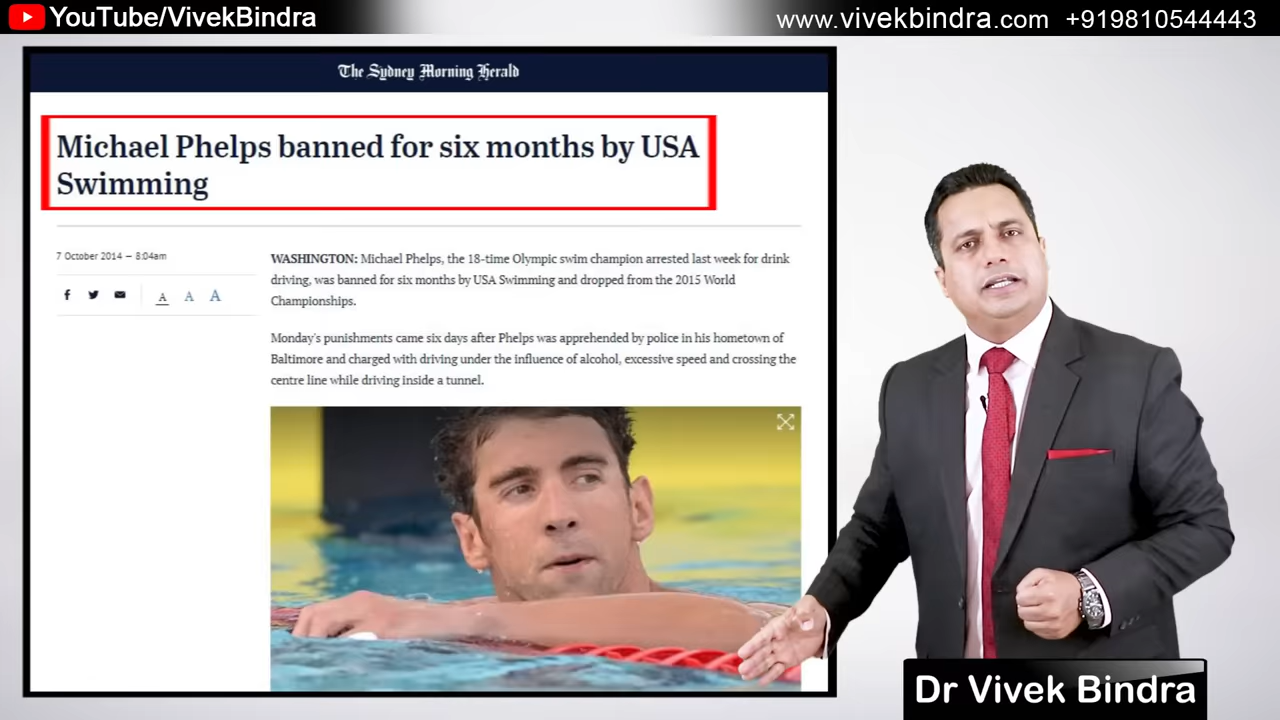 YouTube/VivekBindra
www.vivekbindra.com +919810544443
The Sydney Morning Herald
Michael Phelps banned for six months by USA
Swimming
7 October 2014 — 8:04am
A A A
WASHINGTON: Michael Phelps, the 18-time Olympic swim champion arrested last week for drink
driving, was banned for six months by USA Swimming and dropped from the 2015 World
Championships.
Monday's punishments came six days after Phelps was apprehended by police in his hometown of
Baltimore and charged with driving under the influence of alcohol, excessive speed and crossing the
centre line while driving inside a tunnel.
Dr Vivek Bindra